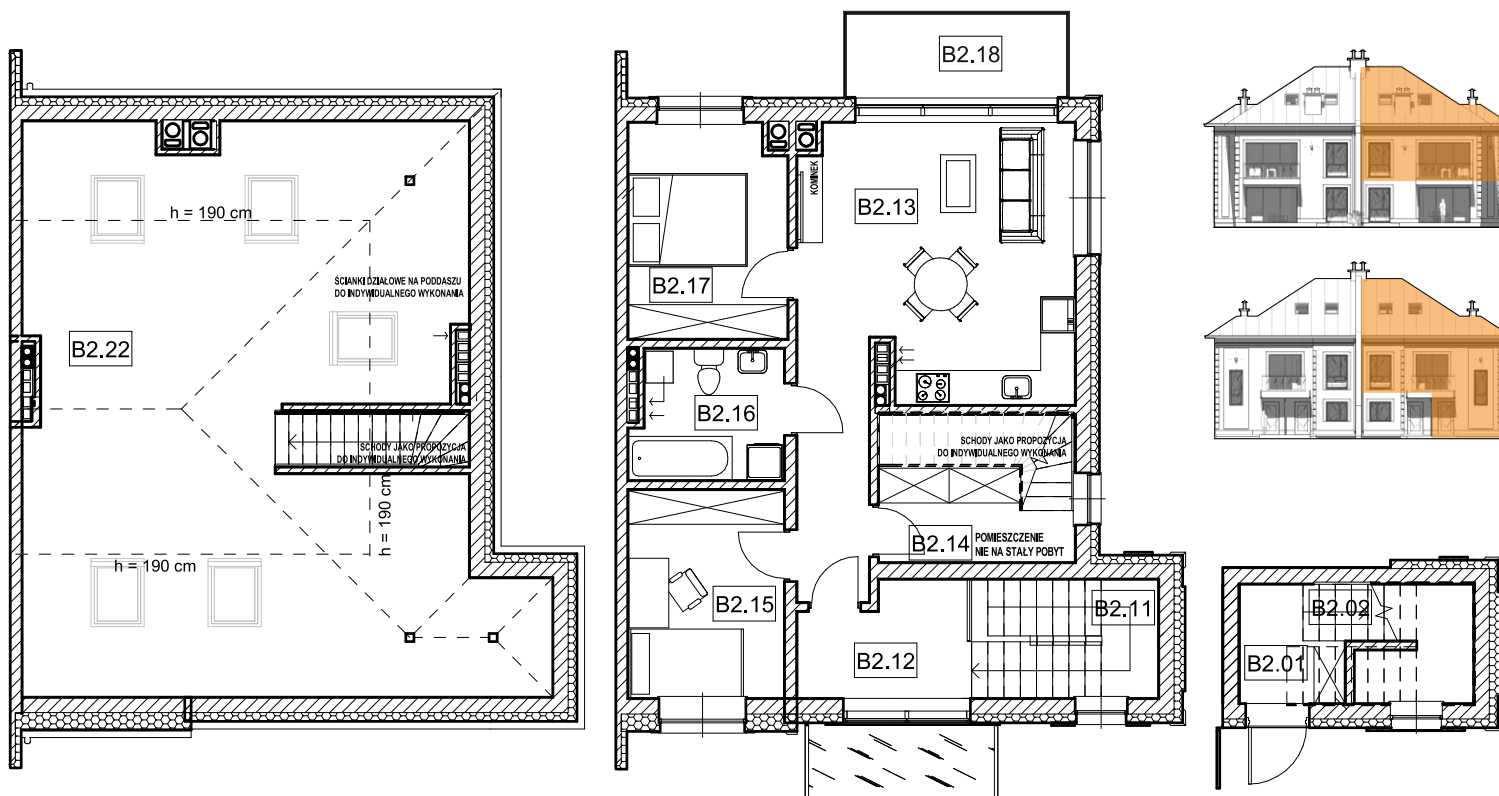 h = 190 cm
ŚCIANKI DZIAŁOWE NA PODDASZU
DO INDYWIDUALNEGO WYKONANIA
B2.22
SCHODY JAKO PROPOZYCJA
DO INDYWIDUALNEGO WYKONANIA
h = 190 cm
h = 190 cm
B2.18
KOMINEK
B2.13
B2.17
B2.16
SCHODY JAKO PROPOZYCJA
DO INDYWIDUALNEGO WYKONANIA
B2.14
POMIESZCZENIE
NIE NA STAŁY POBYT
B2.15
B2.11
B2.12
B2.02
B2.01